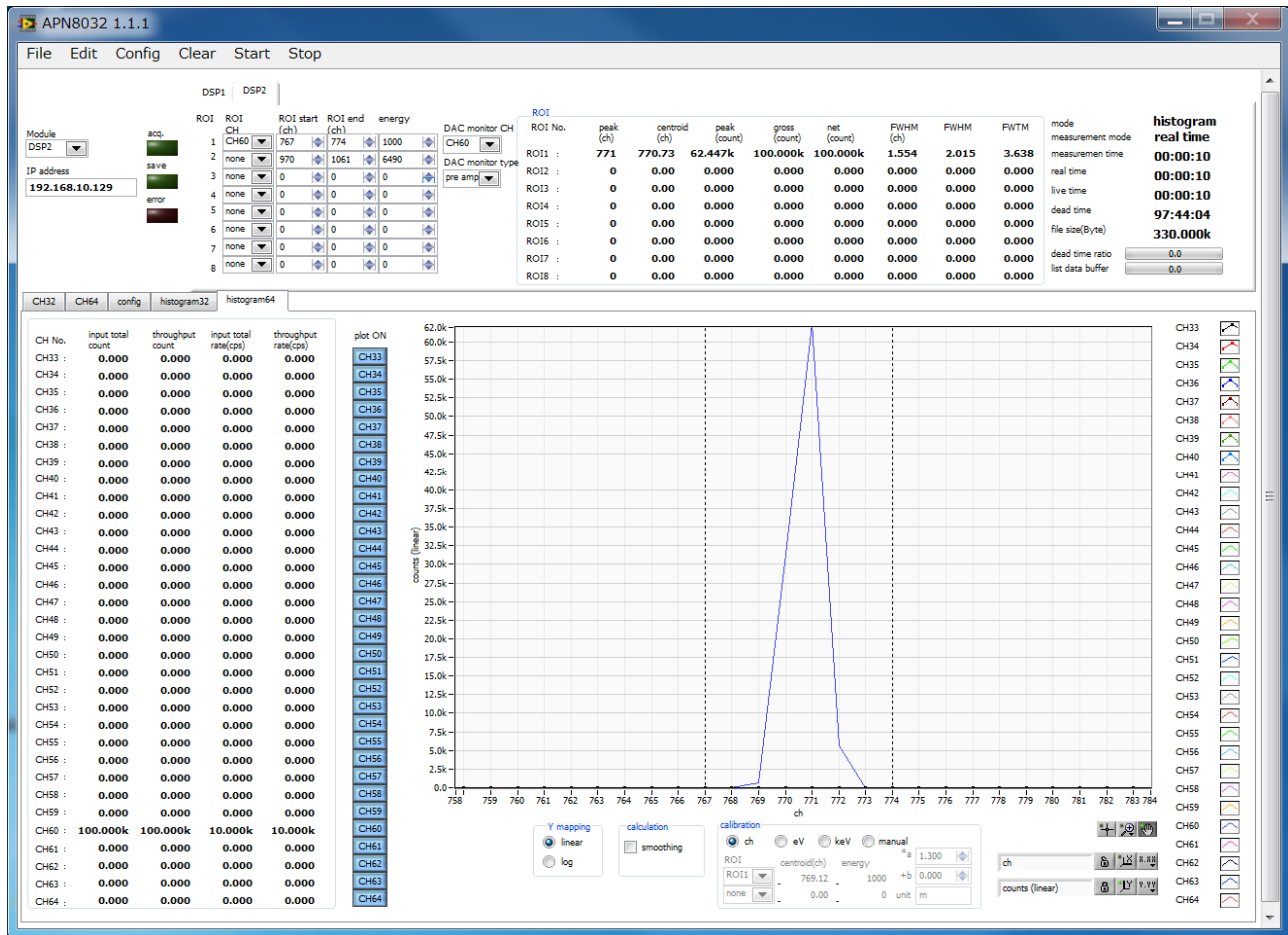 APN8032 1.1.1
File Edit Config Clear Start Stop
DSP1 DSP2
Module
DSP2
IP address
192.168.10.129
acq.
save
error
ROI ROI CH ROI start (ch) ROI end (ch) energy
1 CH60 767 774 1000
2 none 970 1061 6490
3 none 0 0 0
4 none 0 0 0
5 none 0 0 0
6 none 0 0 0
7 none 0 0 0
8 none 0 0 0
DAC monitor CH
CH60
DAC monitor type
pre amp
ROI
ROI No. peak (ch) centroid (ch) peak (count) gross (count) net (count) FWHM (ch) FWHM FWTM
ROI1 : 771 770.73 62.447k 100.000k 100.000k 1.554 2.015 3.638
ROI2 : 0 0.00 0.000 0.000 0.000 0.000 0.000 0.000
ROI3 : 0 0.00 0.000 0.000 0.000 0.000 0.000 0.000
ROI4 : 0 0.00 0.000 0.000 0.000 0.000 0.000 0.000
ROI5 : 0 0.00 0.000 0.000 0.000 0.000 0.000 0.000
ROI6 : 0 0.00 0.000 0.000 0.000 0.000 0.000 0.000
ROI7 : 0 0.00 0.000 0.000 0.000 0.000 0.000 0.000
ROI8 : 0 0.00 0.000 0.000 0.000 0.000 0.000 0.000
mode histogram
measurement mode real time
measuremen time 00:00:10
real time 00:00:10
live time 00:00:10
dead time 97:44:04
file size(Byte) 330.000k
dead time ratio 0.0
list data buffer 0.0
CH32 CH64 config histogram32 histogram64
CH No. input total count throughput count input total rate(cps) throughput rate(cps)
CH33 : 0.000 0.000 0.000 0.000
CH34 : 0.000 0.000 0.000 0.000
CH35 : 0.000 0.000 0.000 0.000
CH36 : 0.000 0.000 0.000 0.000
CH37 : 0.000 0.000 0.000 0.000
CH38 : 0.000 0.000 0.000 0.000
CH39 : 0.000 0.000 0.000 0.000
CH40 : 0.000 0.000 0.000 0.000
CH41 : 0.000 0.000 0.000 0.000
CH42 : 0.000 0.000 0.000 0.000
CH43 : 0.000 0.000 0.000 0.000
CH44 : 0.000 0.000 0.000 0.000
CH45 : 0.000 0.000 0.000 0.000
CH46 : 0.000 0.000 0.000 0.000
CH47 : 0.000 0.000 0.000 0.000
CH48 : 0.000 0.000 0.000 0.000
CH49 : 0.000 0.000 0.000 0.000
CH50 : 0.000 0.000 0.000 0.000
CH51 : 0.000 0.000 0.000 0.000
CH52 : 0.000 0.000 0.000 0.000
CH53 : 0.000 0.000 0.000 0.000
CH54 : 0.000 0.000 0.000 0.000
CH55 : 0.000 0.000 0.000 0.000
CH56 : 0.000 0.000 0.000 0.000
CH57 : 0.000 0.000 0.000 0.000
CH58 : 0.000 0.000 0.000 0.000
CH59 : 0.000 0.000 0.000 0.000
CH60 : 100.000k 100.000k 10.000k 10.000k
CH61 : 0.000 0.000 0.000 0.000
CH62 : 0.000 0.000 0.000 0.000
CH63 : 0.000 0.000 0.000 0.000
CH64 : 0.000 0.000 0.000 0.000
plot ON
CH33
CH34
CH35
CH36
CH37
CH38
CH39
CH40
CH41
CH42
CH43
CH44
CH45
CH46
CH47
CH48
CH49
CH50
CH51
CH52
CH53
CH54
CH55
CH56
CH57
CH58
CH59
CH60
CH61
CH62
CH63
CH64
counts (linear)
62.0k
60.0k
57.5k
55.0k
52.5k
50.0k
47.5k
45.0k
42.5k
40.0k
37.5k
35.0k
32.5k
30.0k
27.5k
25.0k
22.5k
20.0k
17.5k
15.0k
12.5k
10.0k
7.5k
5.0k
2.5k
0.0
758 759 760 761 762 763 764 765 766 767 768 769 770 771 772 773 774 775 776 777 778 779 780 781 782 783 784
ch
CH33
CH34
CH35
CH36
CH37
CH38
CH39
CH40
CH41
CH42
CH43
CH44
CH45
CH46
CH47
CH48
CH49
CH50
CH51
CH52
CH53
CH54
CH55
CH56
CH57
CH58
CH59
CH60
CH61
CH62
CH63
CH64
Y mapping
linear
log
calculation
smoothing
calibration
ch eV keV manual
ROI centroid(ch) energy
ROI1 769.12 1000
none 0.00 0
*a 1.300
+b 0.000
unit m
ch
counts (linear)
X.XX
Y.YY